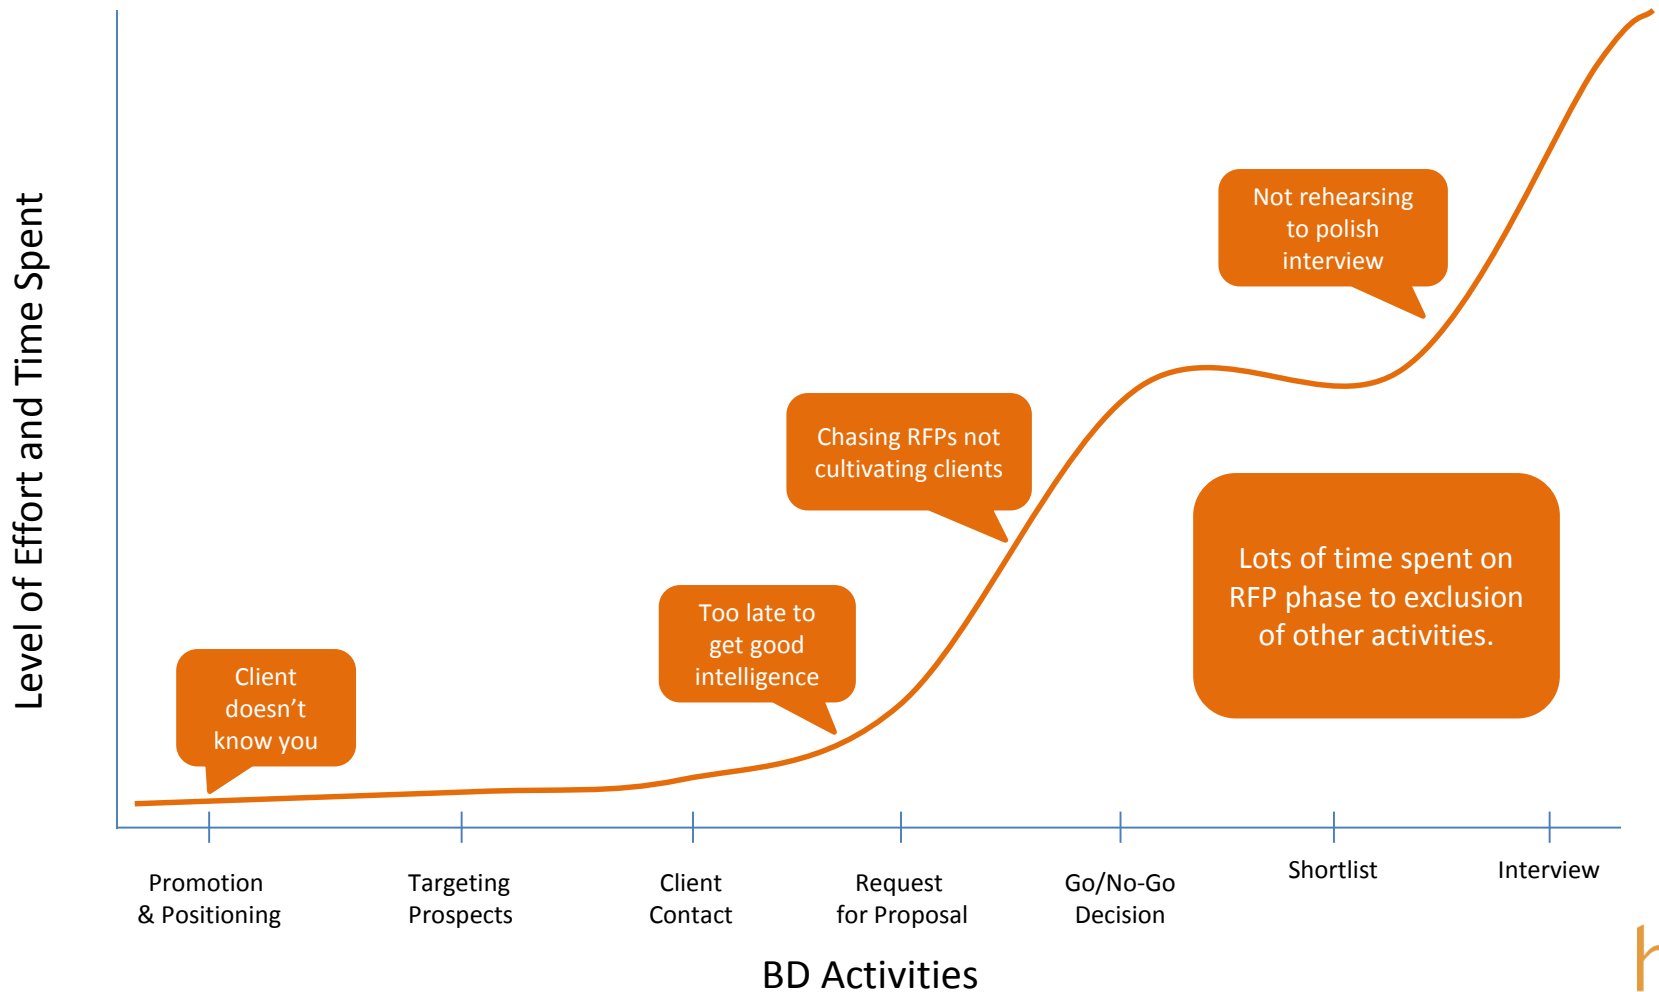 Level of Effort and Time Spent
Not rehearsing
to polish
interview
Chasing RFPs not
cultivating clients
Lots of time spent on
RFP phase to exclusion
of other activities.
Too late to
get good
intelligence
Client
doesn’t
know you
Promotion
& Positioning
Targeting
Prospects
Client
Contact
Request
for Proposal
Go/No-Go
Decision
Shortlist
Interview
BD Activities